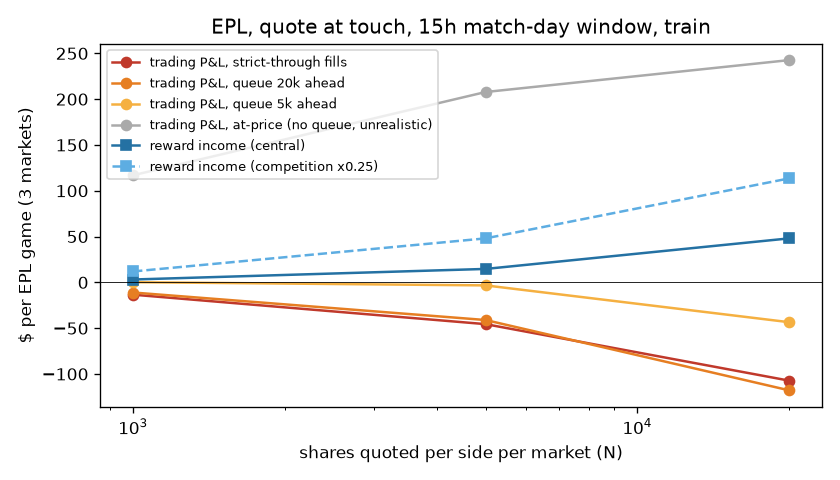 EPL, quote at touch, 15h match-day window, train
trading P&L, strict-through fills
trading P&L, queue 20k ahead
trading P&L, queue 5k ahead
trading P&L, at-price (no queue, unrealistic)
reward income (central)
reward income (competition x0.25)
$ per EPL game (3 markets)
250
200
150
100
50
0
−50
−100
10³
10⁴
shares quoted per side per market (N)